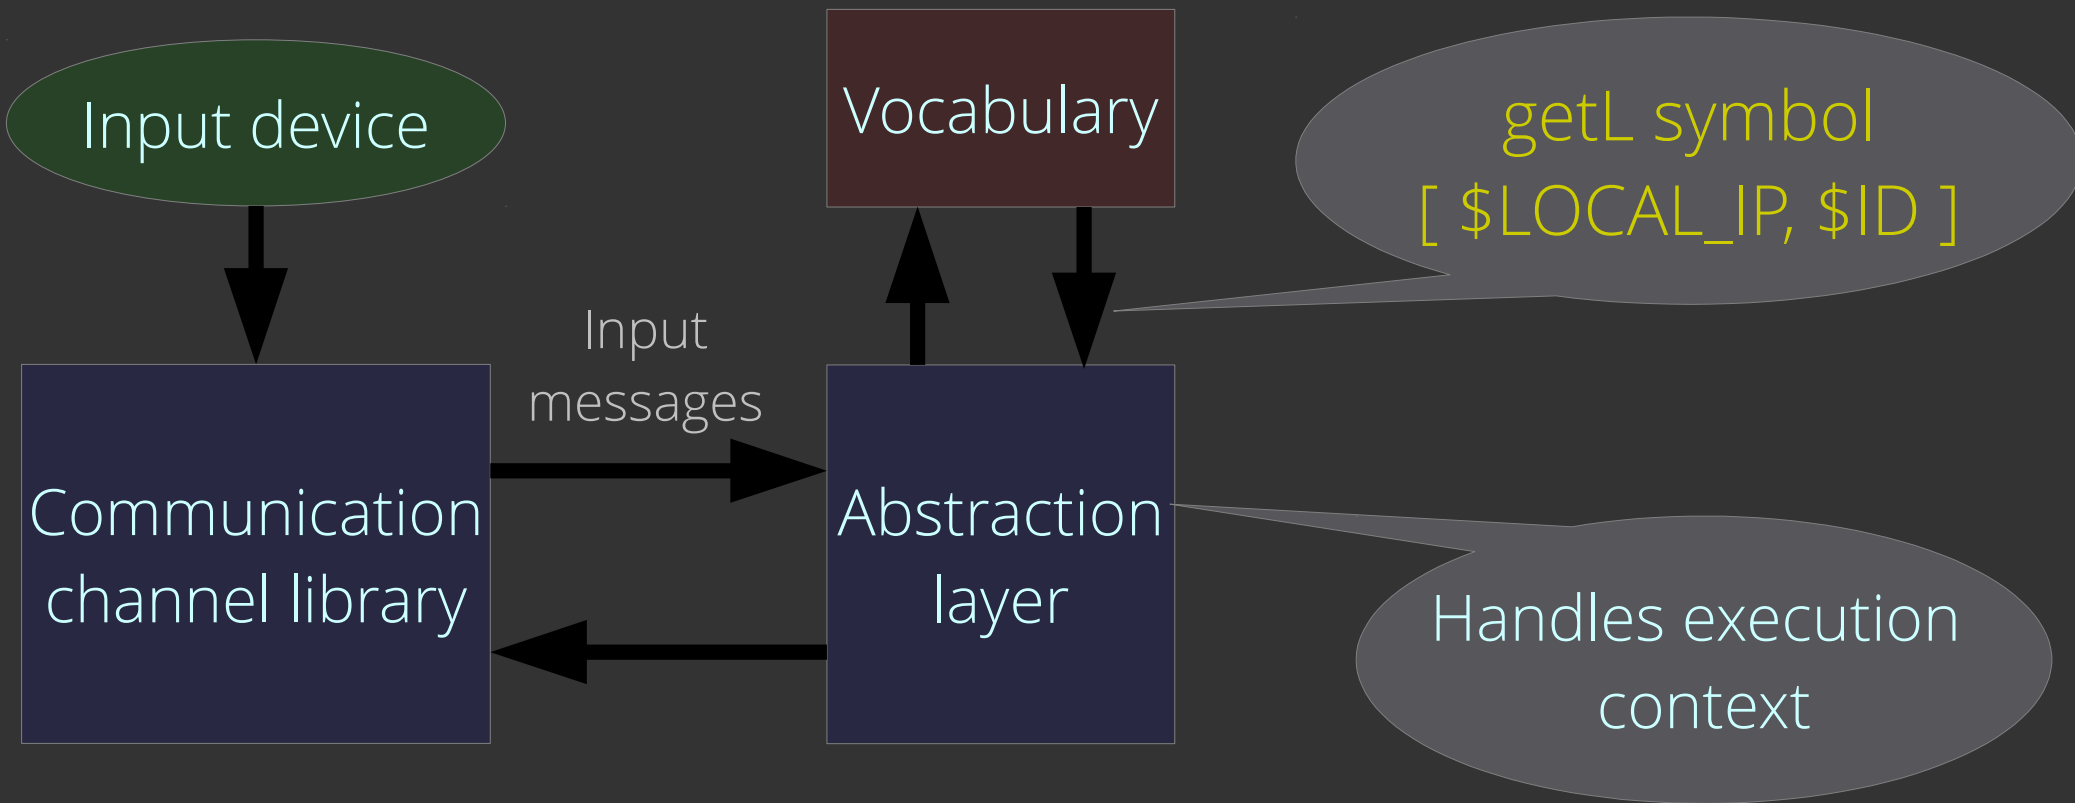 Input device
Vocabulary
getL symbol
[ $LOCAL_IP, $ID ]
Input
messages
Communication
channel library
Abstraction
layer
Handles execution
context